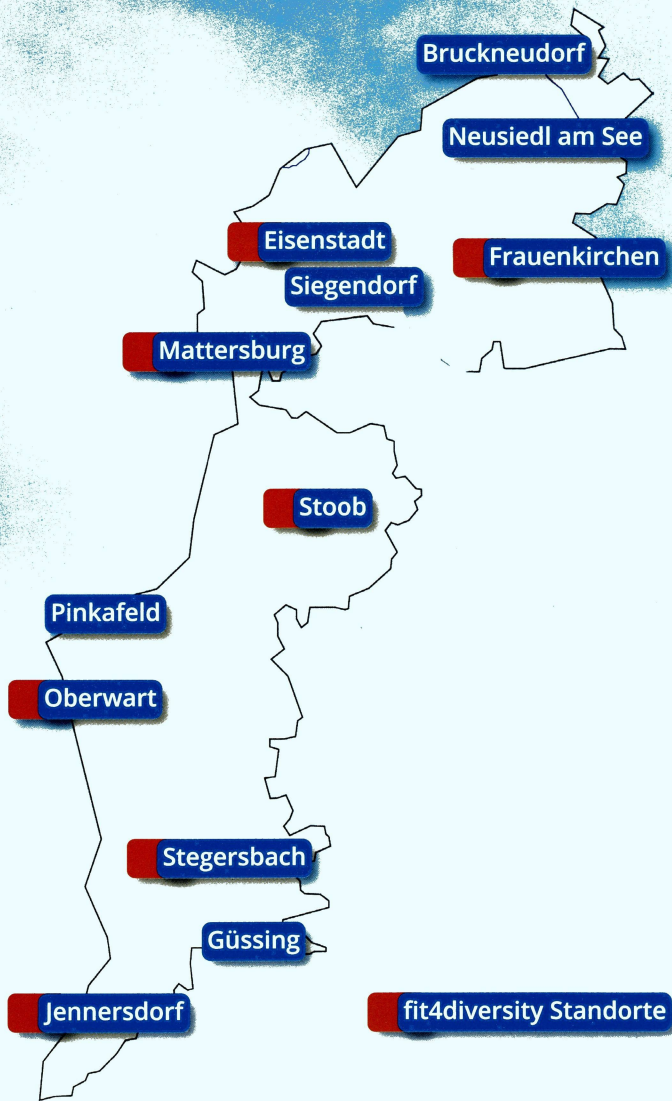 Bruckneudorf
Neusiedl am See
Eisenstadt
Frauenkirchen
Siegendorf
Mattersburg
Stoob
Pinkafeld
Oberwart
Stegersbach
Güssing
Jennersdorf
fit4diversity Standorte